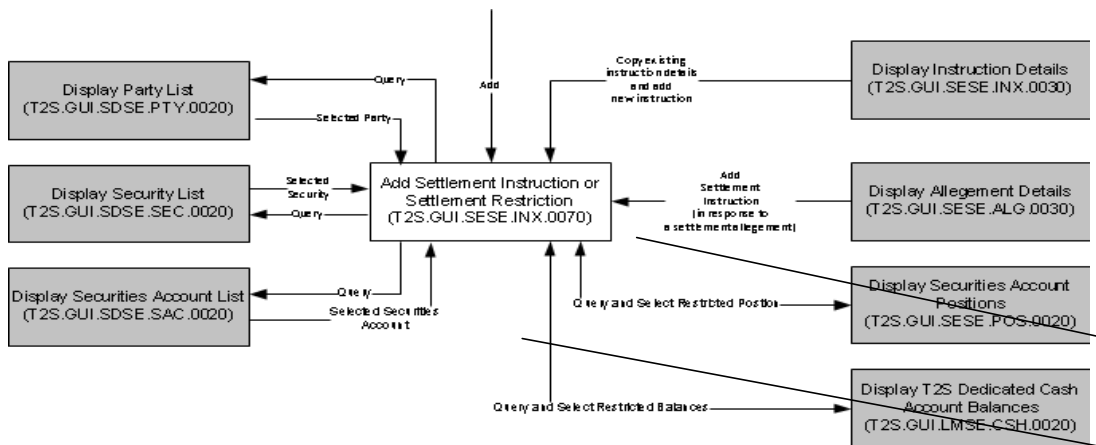 Display Party List
(T2S.GUI.SDSE.PTY.0020)
Query
Selected Party
Add
Copy existing
instruction details
and add
new instruction
Display Instruction Details
(T2S.GUI.SESE.INX.0030)
Display Security List
(T2S.GUI.SDSE.SEC.0020)
Selected
Security
Query
Add Settlement Instruction or
Settlement Restriction
(T2S.GUI.SESE.INX.0070)
Add
Settlement
Instruction
(in response to
a settlement allegement)
Display Allegement Details
(T2S.GUI.SESE.ALG.0030)
Display Securities Account List
(T2S.GUI.SDSE.SAC.0020)
Query
Selected Securities
Account
Query and Select Restricted Position
Display Securities Account
Positions
(T2S.GUI.SESE.POS.0020)
Query and Select Restricted Balances
Display T2S Dedicated Cash
Account Balances
(T2S.GUI.LMSE.CSH.0020)